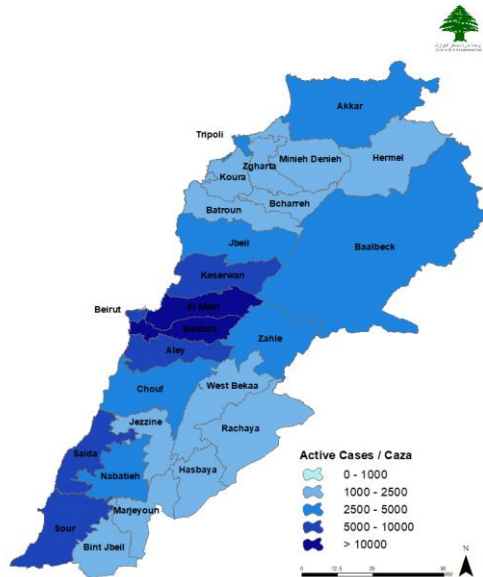 Akkar
Tripoli
Zgharta
Minieh Denieh
Hermel
Koura
Bcharreh
Batroun
Jbeil
Baalbeck
Keserwan
Beirut
El Metn
Baabda
Aley
Zahle
Chouf
West Bekaa
Jezzine
Rachaya
Saida
Nabatieh
Hasbaya
Marjeyoun
Sour
Bint Jbeil
Active Cases / Caza
0 - 1000
1000 - 2500
2500 - 5000
5000 - 10000
> 10000
N
0
12.5